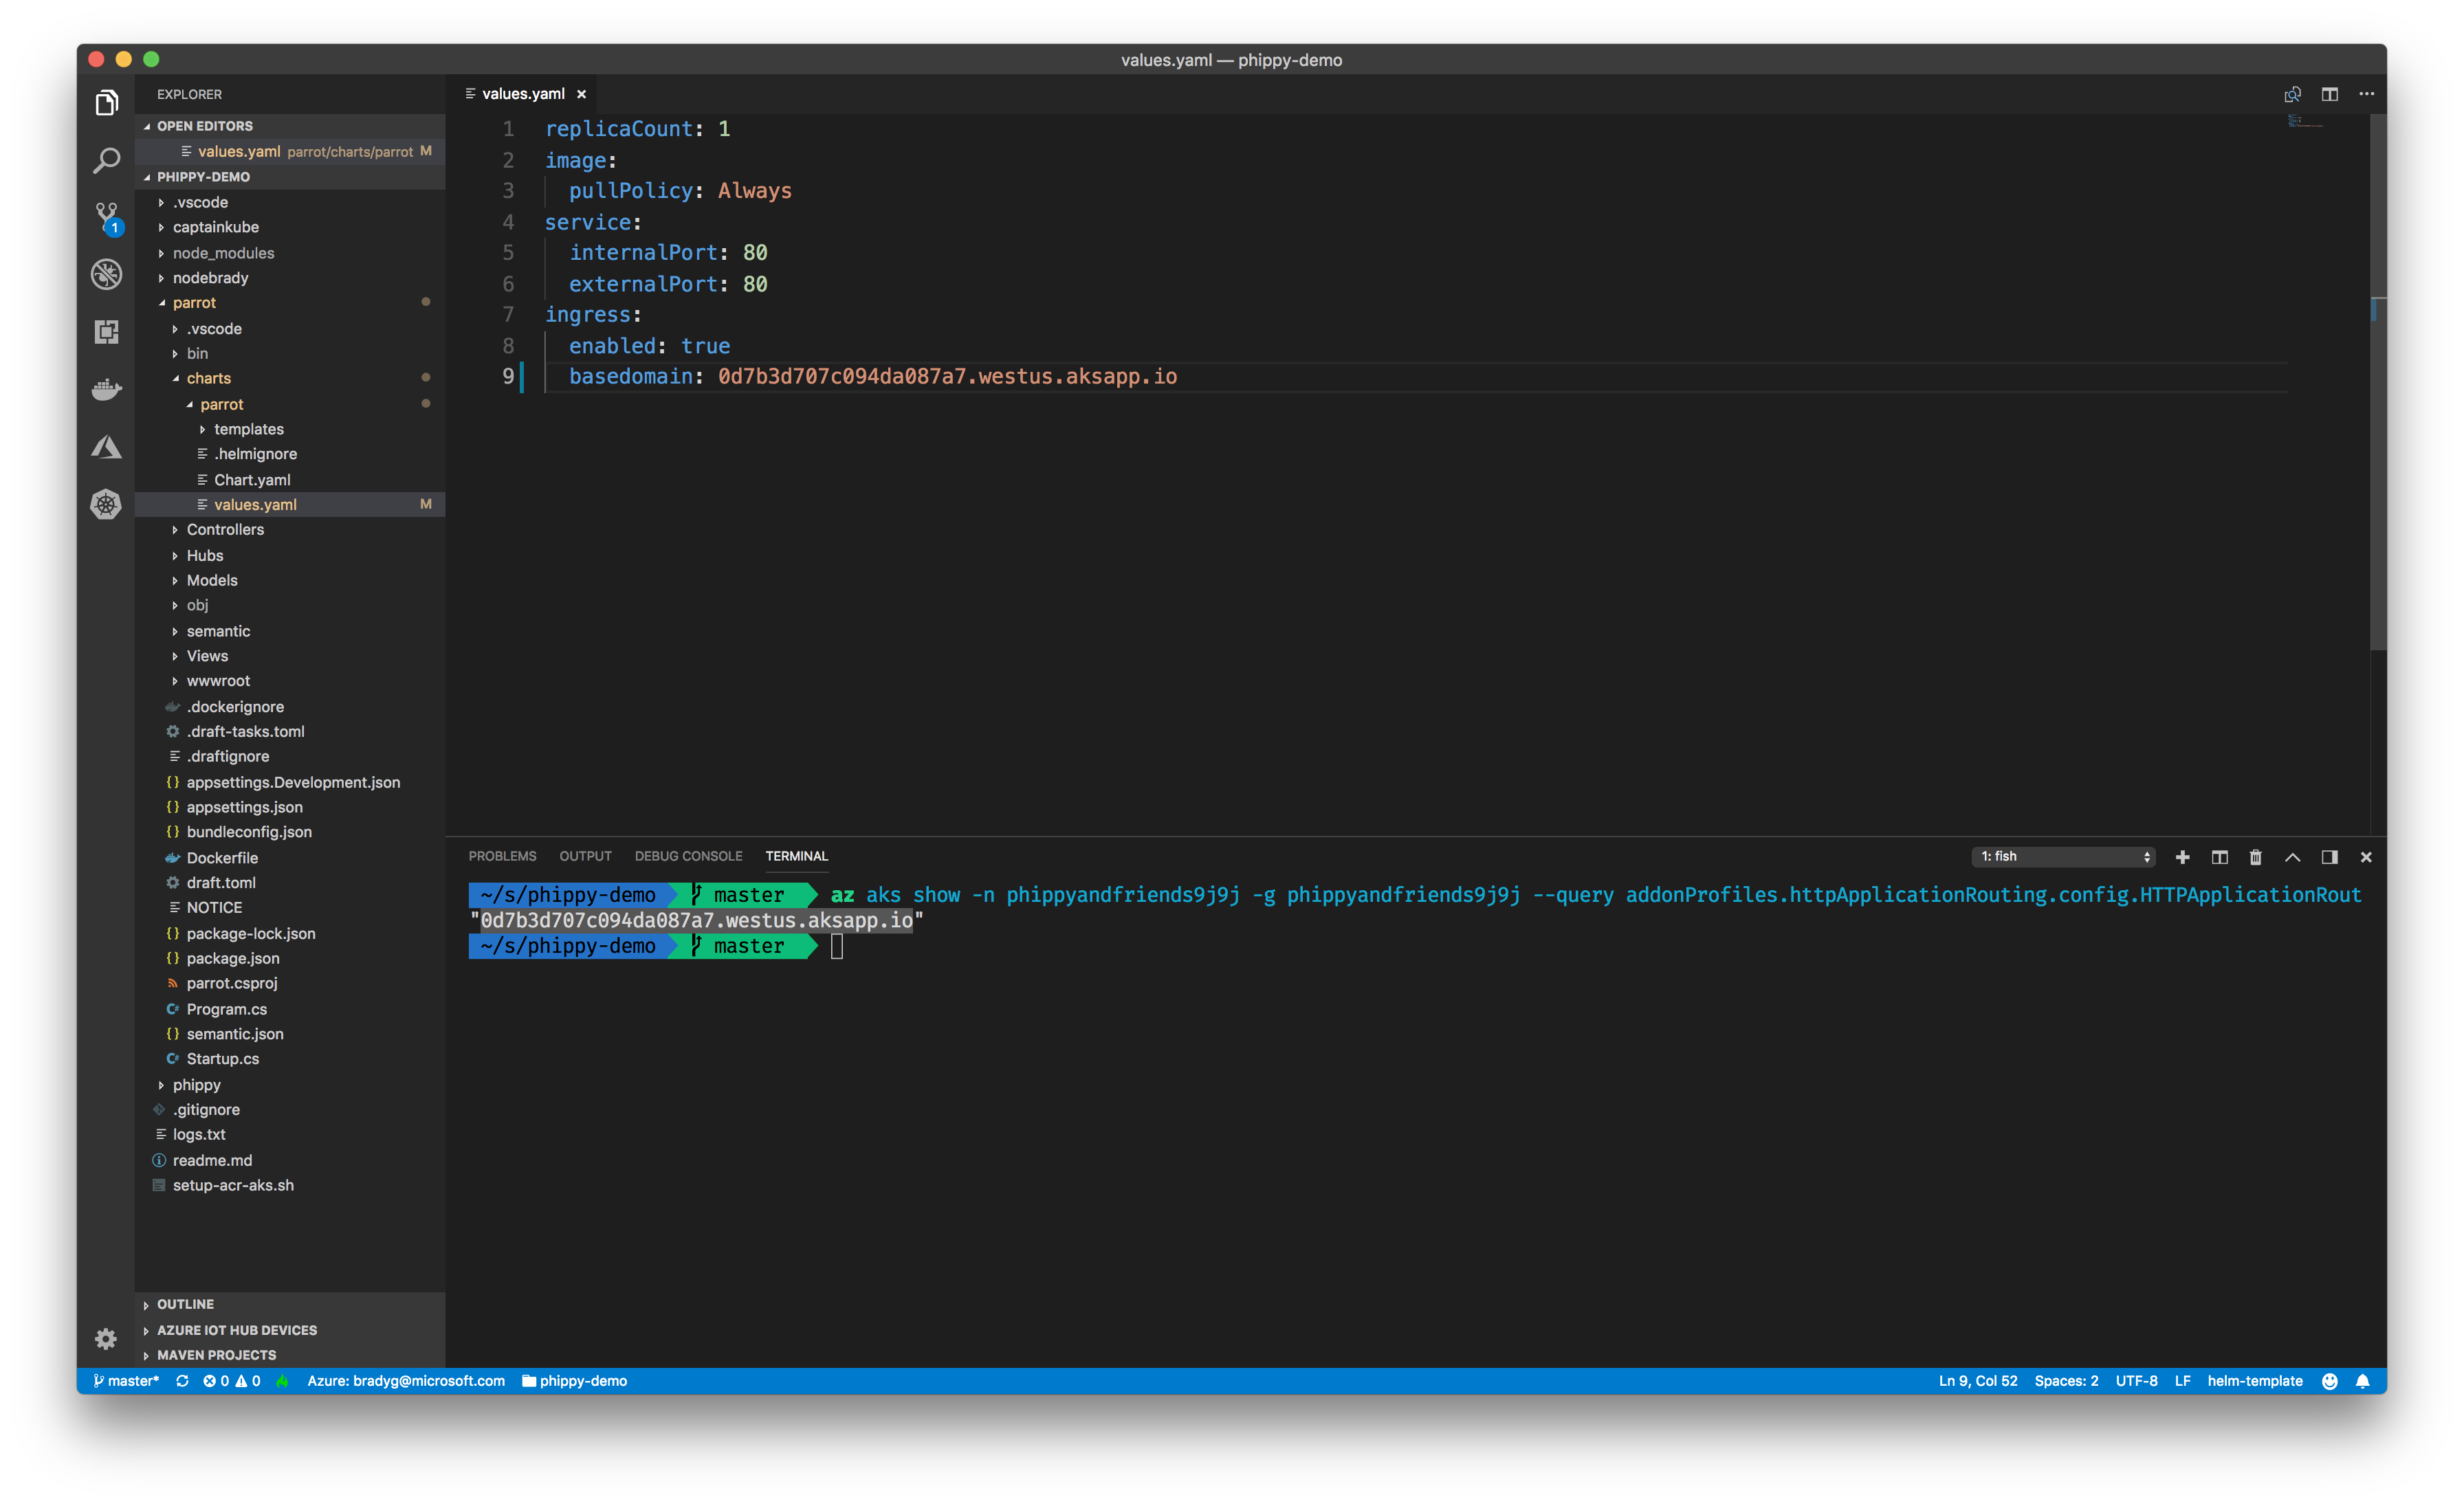 values.yaml — phippy-demo
EXPLORER
OPEN EDITORS
values.yaml parrot/charts/parrot M
PHIPPY-DEMO
.vscode
captainkube
node_modules
nodebrady
parrot
.vscode
bin
charts
parrot
templates
.helmignore
Chart.yaml
values.yaml M
Controllers
Hubs
Models
obj
semantic
Views
wwwroot
.dockerignore
.draft-tasks.toml
.draftignore
appsettings.Development.json
appsettings.json
bundleconfig.json
Dockerfile
draft.toml
NOTICE
package-lock.json
package.json
parrot.csproj
Program.cs
semantic.json
Startup.cs
phippy
.gitignore
logs.txt
readme.md
setup-acr-aks.sh
OUTLINE
AZURE IOT HUB DEVICES
MAVEN PROJECTS
1
values.yaml
1 replicaCount: 1
2 image:
3 pullPolicy: Always
4 service:
5 internalPort: 80
6 externalPort: 80
7 ingress:
8 enabled: true
9 basedomain: 0d7b3d707c094da087a7.westus.aksapp.io
PROBLEMS OUTPUT DEBUG CONSOLE TERMINAL 1: fish
~/s/phippy-demo master az aks show -n phippyandfriends9j9j -g phippyandfriends9j9j --query addonProfiles.httpApplicationRouting.config.HTTPApplicationRout
"0d7b3d707c094da087a7.westus.aksapp.io"
~/s/phippy-demo master
master* 0 0 Azure: bradyg@microsoft.com phippy-demo Ln 9, Col 52 Spaces: 2 UTF-8 LF helm-template